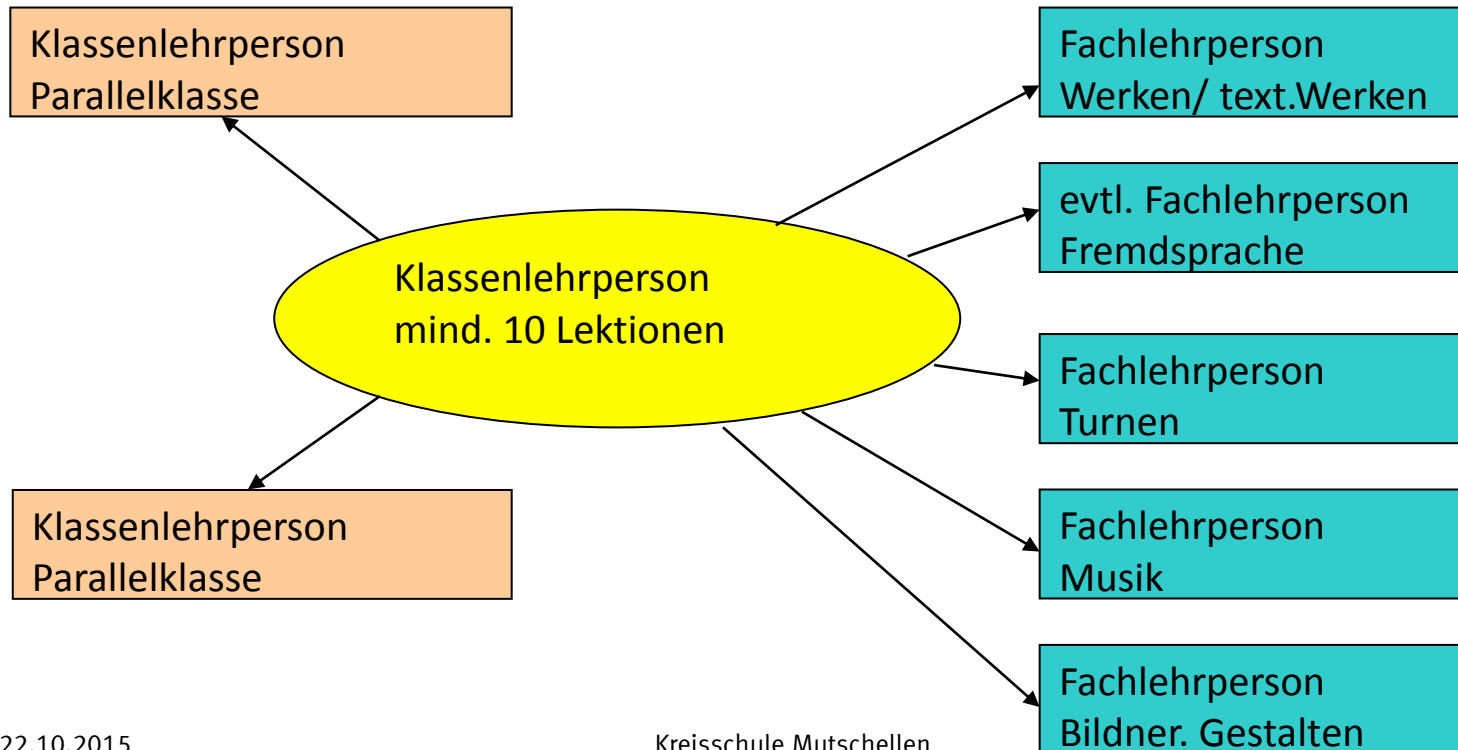 Klassenlehrperson
Parallelklasse
Fachlehrperson
Werken/ text.Werken
evtl. Fachlehrperson
Fremdsprache
Klassenlehrperson
mind. 10 Lektionen
Fachlehrperson
Turnen
Klassenlehrperson
Parallelklasse
Fachlehrperson
Musik
Fachlehrperson
Bildner. Gestalten
22.10.2015
Kreisschule Mutschellen